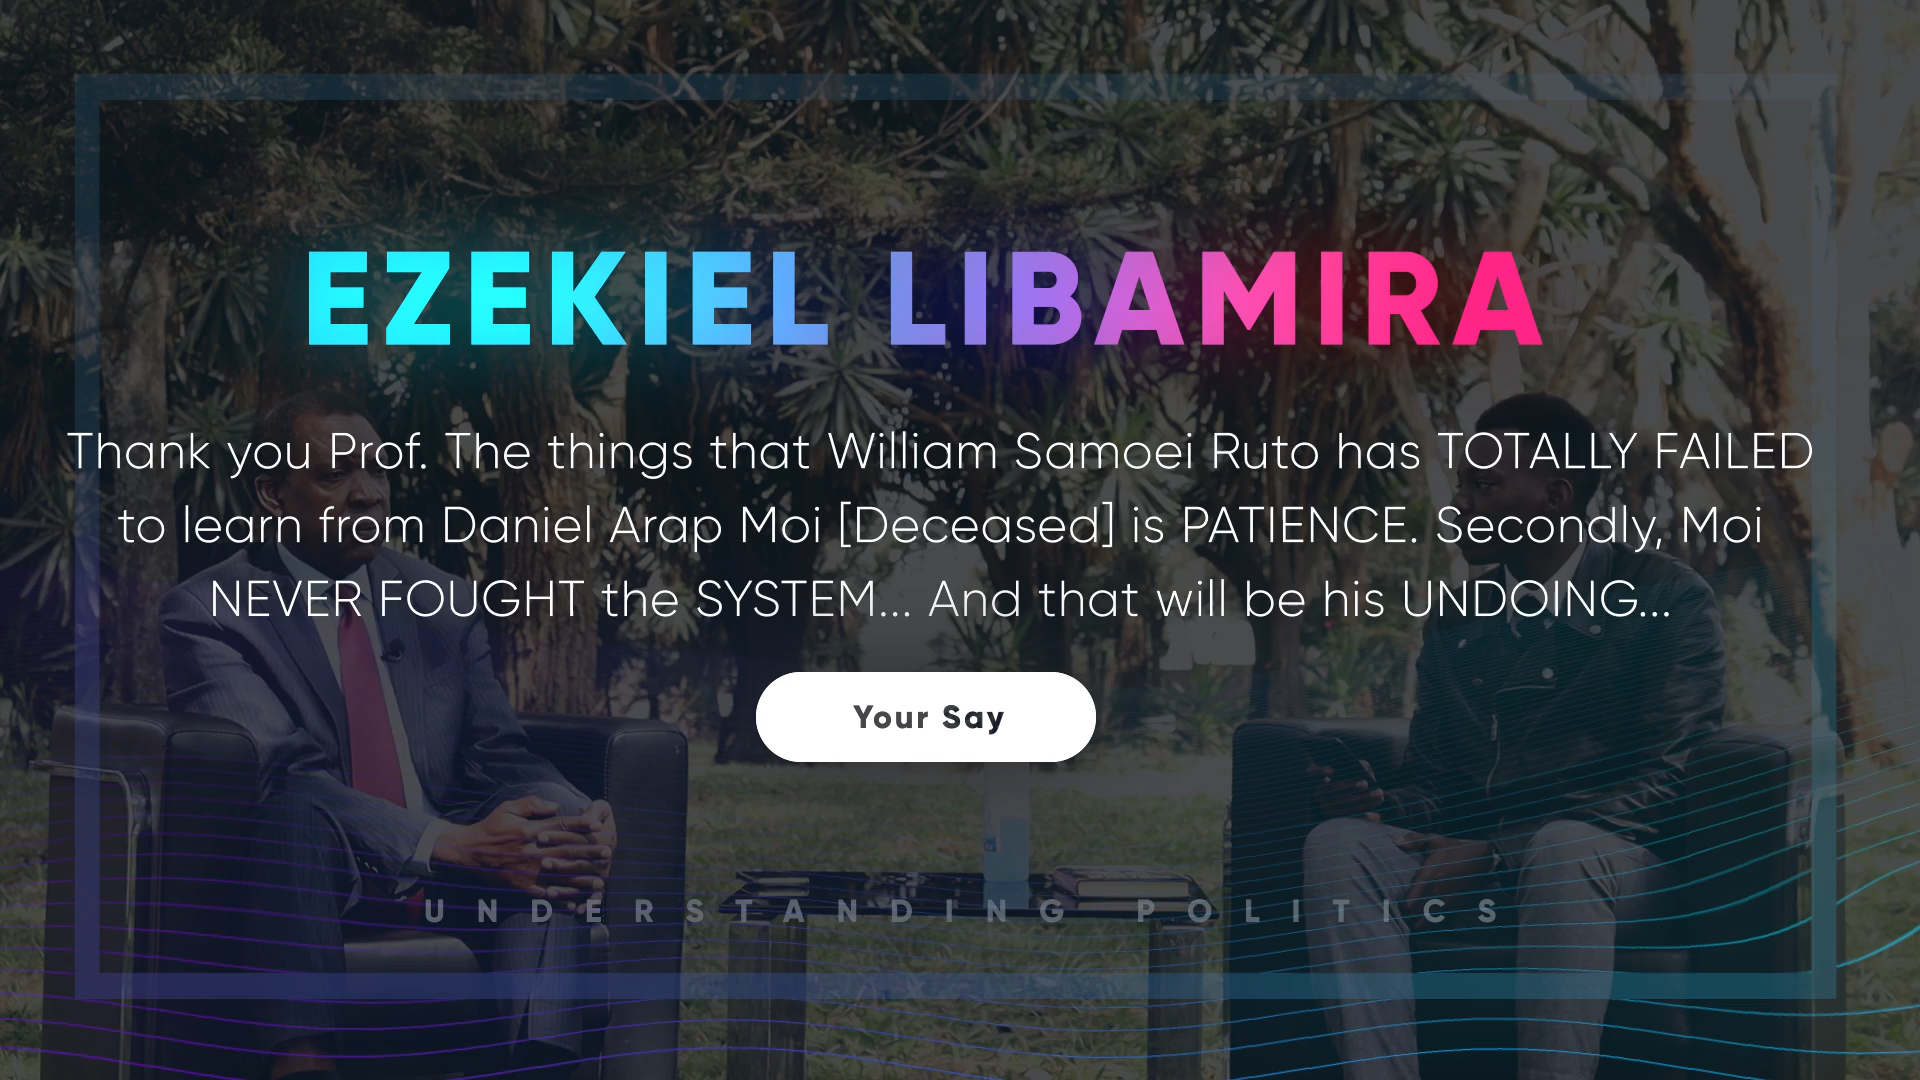 EZEKIEL LIBAMIRA
Thank you Prof. The things that William Samoei Ruto has TOTALLY FAILED
to learn from Daniel Arap Moi [Deceased] is PATIENCE. Secondly, Moi
NEVER FOUGHT the SYSTEM... And that will be his UNDOING...
Your Say
UNDERSTANDING POLITICS